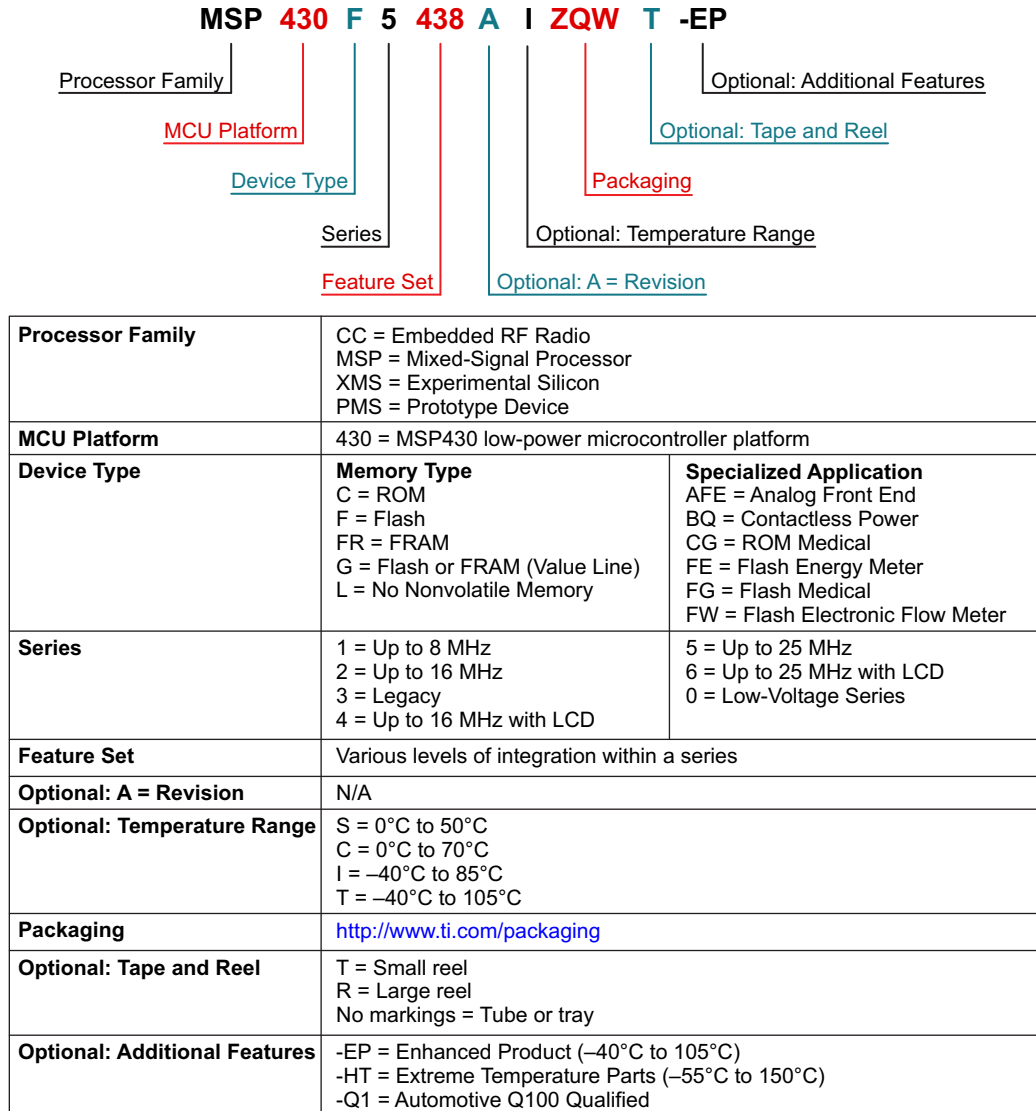 MSP 430 F 5 438 A I ZQW T -EP
Processor Family
Optional: Additional Features
MCU Platform
Optional: Tape and Reel
Device Type
Packaging
Series
Optional: Temperature Range
Feature Set
Optional: A = Revision
Processor Family
CC = Embedded RF Radio
MSP = Mixed-Signal Processor
XMS = Experimental Silicon
PMS = Prototype Device
MCU Platform
430 = MSP430 low-power microcontroller platform
Device Type
Memory Type
C = ROM
F = Flash
FR = FRAM
G = Flash or FRAM (Value Line)
L = No Nonvolatile Memory
Specialized Application
AFE = Analog Front End
BQ = Contactless Power
CG = ROM Medical
FE = Flash Energy Meter
FG = Flash Medical
FW = Flash Electronic Flow Meter
Series
1 = Up to 8 MHz
2 = Up to 16 MHz
3 = Legacy
4 = Up to 16 MHz with LCD
5 = Up to 25 MHz
6 = Up to 25 MHz with LCD
0 = Low-Voltage Series
Feature Set
Various levels of integration within a series
Optional: A = Revision
N/A
Optional: Temperature Range
S = 0°C to 50°C
C = 0°C to 70°C
I = –40°C to 85°C
T = –40°C to 105°C
Packaging
http://www.ti.com/packaging
Optional: Tape and Reel
T = Small reel
R = Large reel
No markings = Tube or tray
Optional: Additional Features
-EP = Enhanced Product (–40°C to 105°C)
-HT = Extreme Temperature Parts (–55°C to 150°C)
-Q1 = Automotive Q100 Qualified